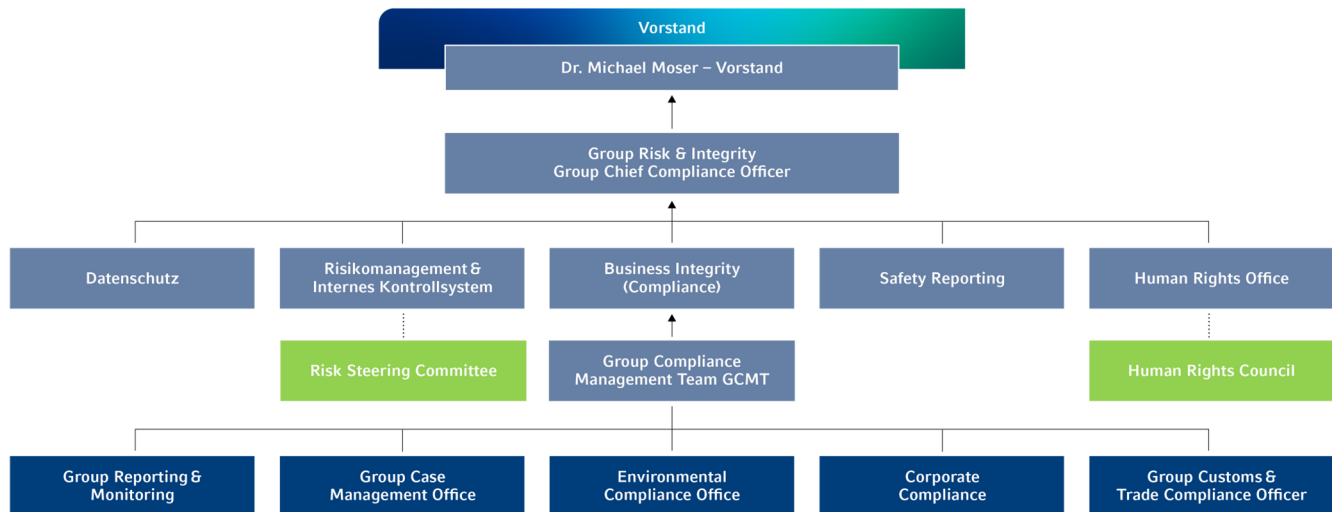 Vorstand
Dr. Michael Moser – Vorstand
Group Risk & Integrity
Group Chief Compliance Officer
Datenschutz
Risikomanagement &
Internes Kontrollsystem
Business Integrity
(Compliance)
Safety Reporting
Human Rights Office
Risk Steering Committee
Group Compliance
Management Team GCMT
Human Rights Council
Group Reporting &
Monitoring
Group Case
Management Office
Environmental
Compliance Office
Corporate
Compliance
Group Customs &
Trade Compliance Officer